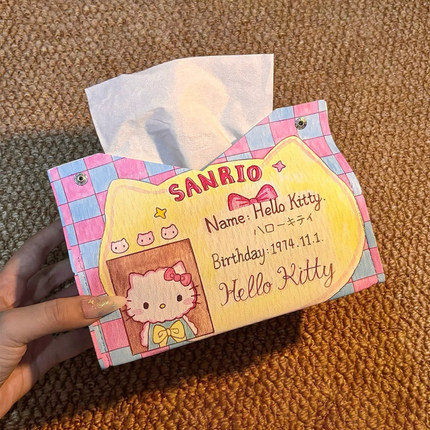 SANRIO
Name: Hello Kitty.
ハローキティ
Birthday: 1974.11.1.
Hello Kitty